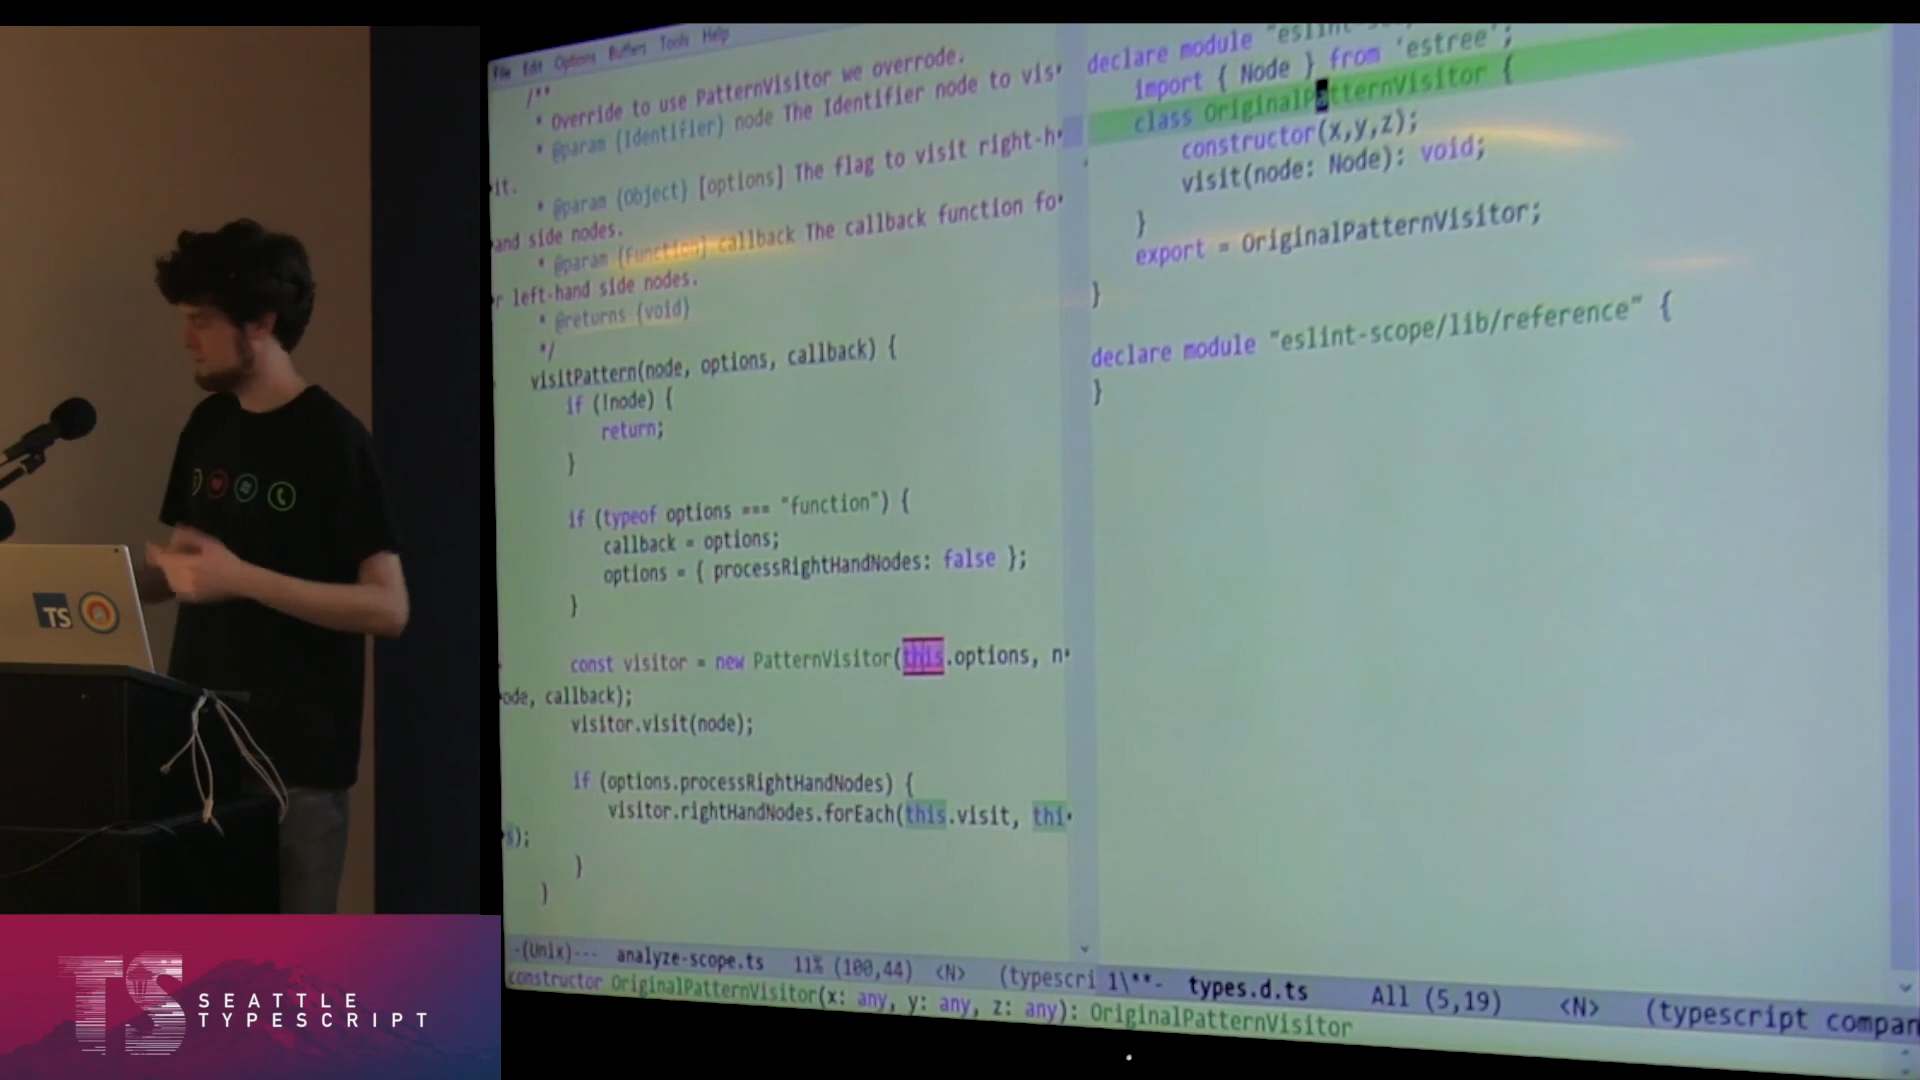 File Edit Options Buffers Tools Help
/**
* Override to use PatternVisitor we overrode.
* @param {Identifier} node The Identifier node to vis
it.
* @param {Object} [options] The flag to visit right-h
and side nodes.
* @param {Function} callback The callback function fo
r left-hand side nodes.
* @returns {void}
*/
visitPattern(node, options, callback) {
if (!node) {
return;
}
if (typeof options === "function") {
callback = options;
options = { processRightHandNodes: false };
}
const visitor = new PatternVisitor(this.options, n
ode, callback);
visitor.visit(node);
if (options.processRightHandNodes) {
visitor.rightHandNodes.forEach(this.visit, thi
s);
}
}
-(Unix)--- analyze-scope.ts 11% (100,44) <N> (typescri
declare module
import { Node } from 'estree';
class OriginalPatternVisitor {
constructor(x,y,z);
visit(node: Node): void;
}
export = OriginalPatternVisitor;
}
declare module "eslint-scope/lib/reference" {
}
1\**- types.d.ts All (5,19) <N> (typescript compan
constructor OriginalPatternVisitor(x: any, y: any, z: any): OriginalPatternVisitor
TS
TS
SEATTLE
TYPESCRIPT